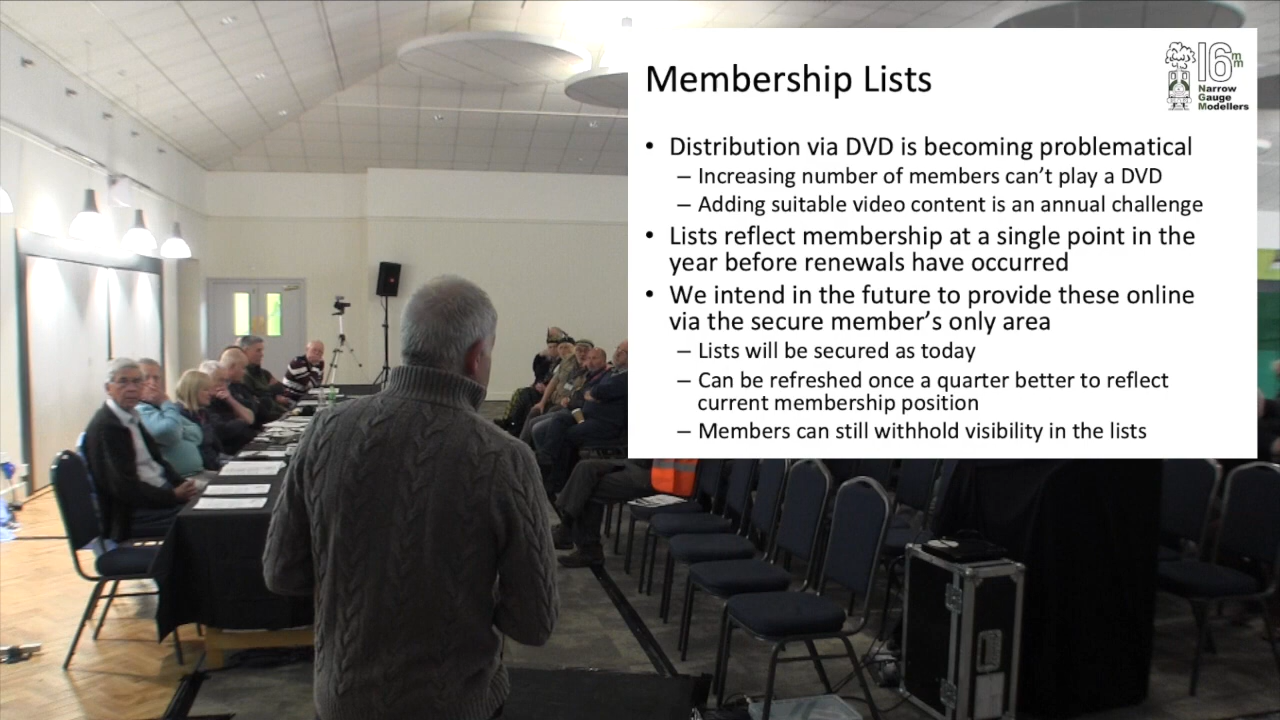 Membership Lists
16mm
Narrow
Gauge
Modellers
• Distribution via DVD is becoming problematical
– Increasing number of members can’t play a DVD
– Adding suitable video content is an annual challenge
• Lists reflect membership at a single point in the
year before renewals have occurred
• We intend in the future to provide these online
via the secure member’s only area
– Lists will be secured as today
– Can be refreshed once a quarter better to reflect
current membership position
– Members can still withhold visibility in the lists